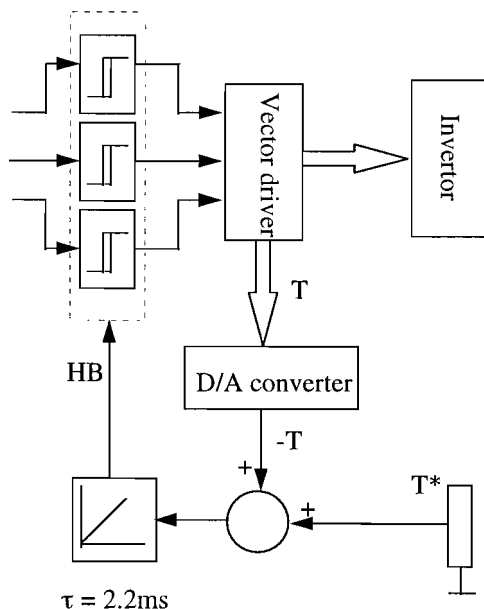 Vector driver
Invertor
T
HB
D/A converter
-T
+
T*
+
τ = 2.2ms